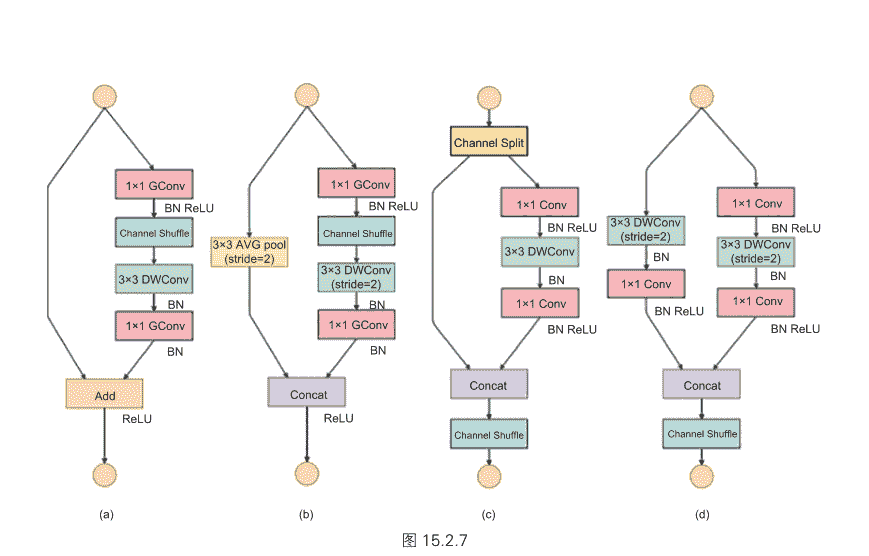 1×1 GConv
BN ReLU
Channel Shuffle
3×3 DWConv
BN
1×1 GConv
BN
Add
ReLU
(a)
3×3 AVG pool
(stride=2)
1×1 GConv
BN ReLU
Channel Shuffle
3×3 DWConv
(stride=2)
BN
1×1 GConv
BN
Concat
ReLU
(b)
Channel Split
1×1 Conv
BN ReLU
3×3 DWConv
BN
1×1 Conv
BN ReLU
Concat
Channel Shuffle
(c)
3×3 DWConv
(stride=2)
BN
1×1 Conv
BN ReLU
1×1 Conv
BN ReLU
3×3 DWConv
(stride=2)
BN
1×1 Conv
BN ReLU
Concat
Channel Shuffle
(d)
图 15.2.7